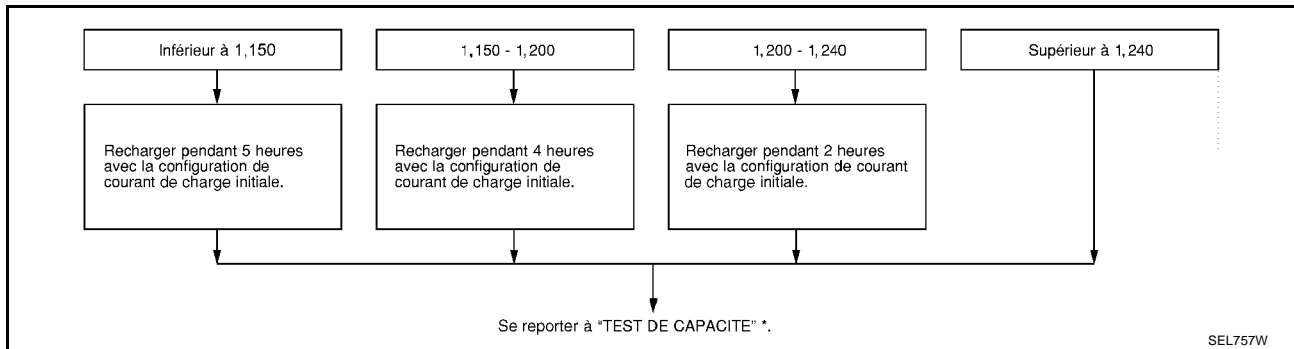 Inférieur à 1,150
1,150 - 1,200
1,200 - 1,240
Supérieur à 1,240
Recharger pendant 5 heures
avec la configuration de
courant de charge initiale.
Recharger pendant 4 heures
avec la configuration de
courant de charge initiale.
Recharger pendant 2 heures
avec la configuration de courant
de charge initiale.
Se reporter à “TEST DE CAPACITE” *.
SEL757W